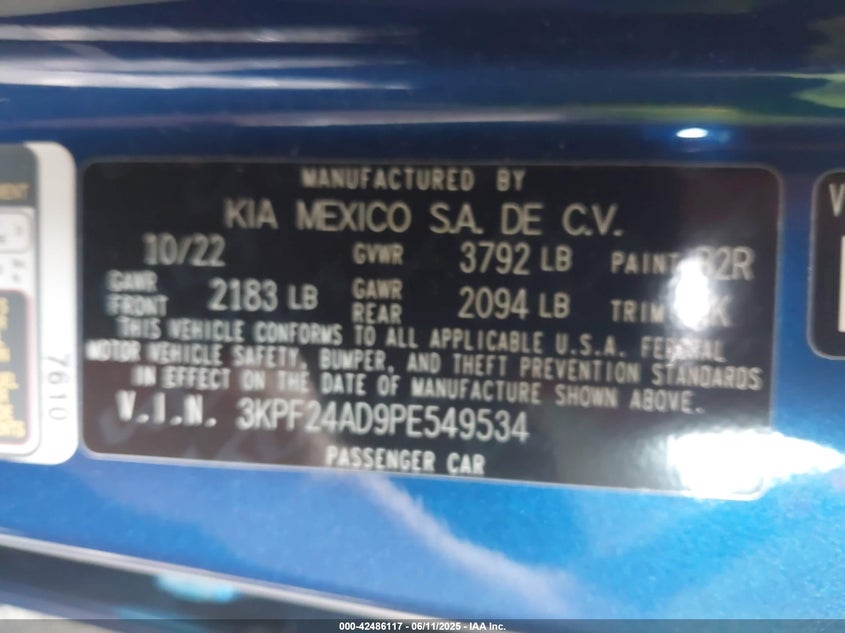 MANUFACTURED BY
KIA MEXICO S.A. DE C.V.
10/22 GVWR 3792 LB PAINT
GAWR FRONT 2183 LB GAWR REAR 2094 LB TRIM
THIS VEHICLE CONFORMS TO ALL APPLICABLE U.S.A. FEDERAL
MOTOR VEHICLE SAFETY, BUMPER, AND THEFT PREVENTION STANDARDS
IN EFFECT ON THE DATE OF MANUFACTURE SHOWN ABOVE.
V.I.N. 3KPF24AD9PE549534
PASSENGER CAR
7610
000-42486117 - 06/11/2025 - IAA Inc.